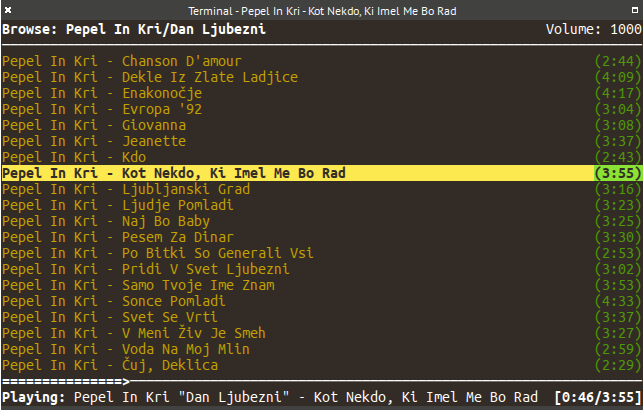 Terminal - Pepel In Kri - Kot Nekdo, Ki Imel Me Bo Rad
Browse: Pepel In Kri/Dan Ljubezni Volume: 1000
Pepel In Kri - Chanson D'amour (2:44)
Pepel In Kri - Dekle Iz Zlate Ladjice (4:09)
Pepel In Kri - Enakonočje (4:17)
Pepel In Kri - Evropa '92 (3:04)
Pepel In Kri - Giovanna (3:08)
Pepel In Kri - Jeanette (3:37)
Pepel In Kri - Kdo (2:43)
Pepel In Kri - Kot Nekdo, Ki Imel Me Bo Rad (3:55)
Pepel In Kri - Ljubljanski Grad (3:16)
Pepel In Kri - Ljudje Pomladi (3:23)
Pepel In Kri - Naj Bo Baby (3:25)
Pepel In Kri - Pesem Za Dinar (3:30)
Pepel In Kri - Po Bitki So Generali Vsi (2:53)
Pepel In Kri - Pridi V Svet Ljubezni (3:02)
Pepel In Kri - Samo Tvoje Ime Znam (3:53)
Pepel In Kri - Sonce Pomladi (4:33)
Pepel In Kri - Svet Se Vrti (3:37)
Pepel In Kri - V Meni Živ Je Smeh (3:27)
Pepel In Kri - Voda Na Moj Mlin (2:59)
Pepel In Kri - Čuj, Deklica (2:29)
===============>
Playing: Pepel In Kri "Dan Ljubezni" - Kot Nekdo, Ki Imel Me Bo Rad [0:46/3:55]